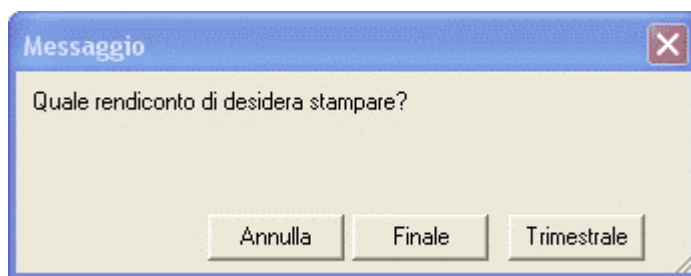 Messaggio
Quale rendiconto di desidera stampare?
Annulla Finale Trimestrale